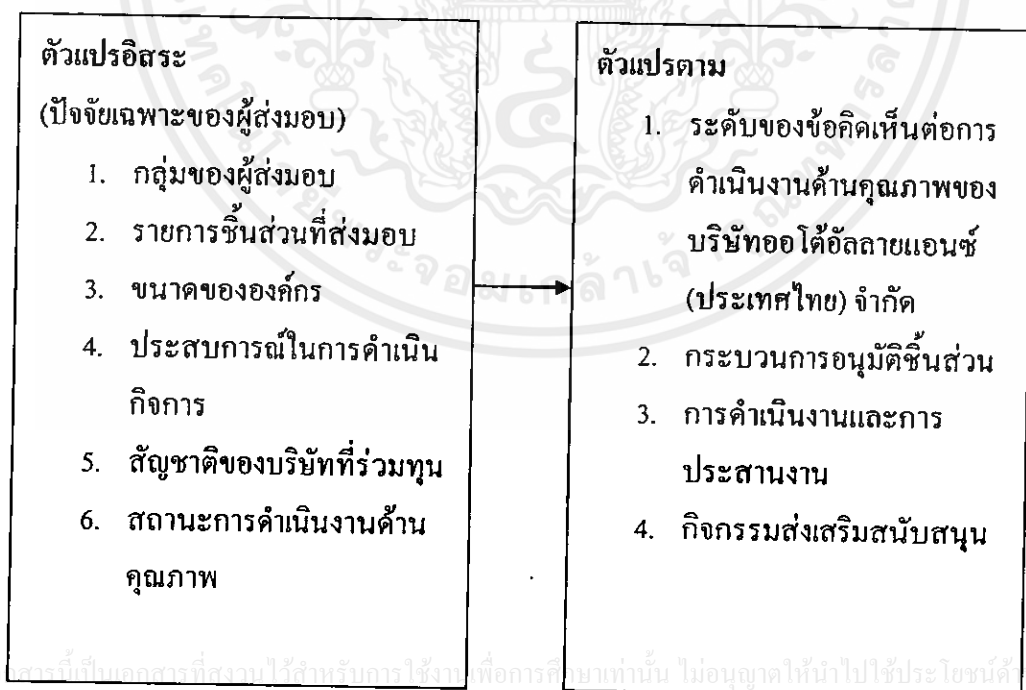 ตัวแปรอิสระ
(ปัจจัยเฉพาะของผู้ส่งมอบ)
1. กลุ่มของผู้ส่งมอบ
2. รายการชิ้นส่วนที่ส่งมอบ
3. ขนาดขององค์กร
4. ประสบการณ์ในการดำเนิน
กิจการ
5. สัญชาติของบริษัทที่ร่วมทุน
6. สถานะการดำเนินงานด้าน
คุณภาพ
ตัวแปรตาม
1. ระดับของข้อคิดเห็นต่อการ
ดำเนินงานด้านคุณภาพของ
บริษัทออโต้อัลลายแอนซ์
(ประเทศไทย) จำกัด
2. กระบวนการอนุมัติชิ้นส่วน
3. การดำเนินงานและการ
ประสานงาน
4. กิจกรรมส่งเสริมสนับสนุน
สารนี้เป็นเอกสารที่สงวนไว้สำหรับการใช้งานเพื่อการศึกษาเท่านั้น ไม่อนุญาตให้นำไปใช้ประโยชน์ด้า